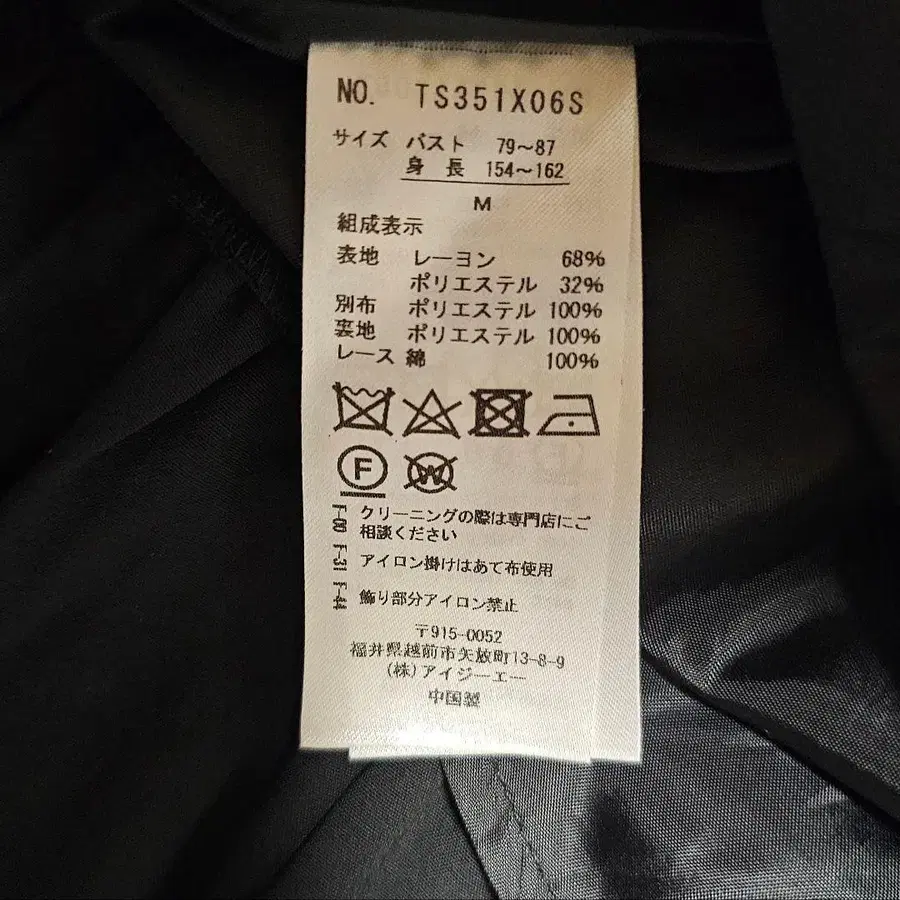 NO. TS351X06S
サイズ バスト 79～87
身 長 154～162
M
組成表示
表地 レーヨン 68%
ポリエステル 32%
別布 ポリエステル 100%
裏地 ポリエステル 100%
レース 綿 100%
F W
F-00 クリーニングの際は専門店にご
相談ください
F-31 アイロン掛けはあて布使用
F-44 飾り部分アイロン禁止
〒915-0052
福井県越前市矢放町13-8-9
(株)アイジーエー
中国製